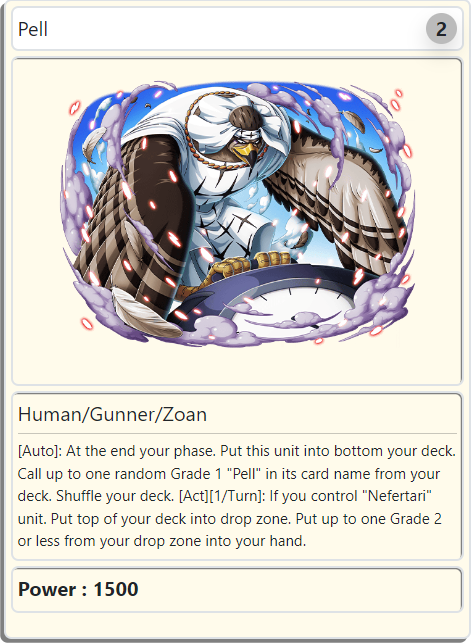 Pell
2
Human/Gunner/Zoan
[Auto]: At the end your phase. Put this unit into bottom your deck.
Call up to one random Grade 1 "Pell" in its card name from your
deck. Shuffle your deck. [Act][1/Turn]: If you control "Nefertari"
unit. Put top of your deck into drop zone. Put up to one Grade 2
or less from your drop zone into your hand.
Power : 1500